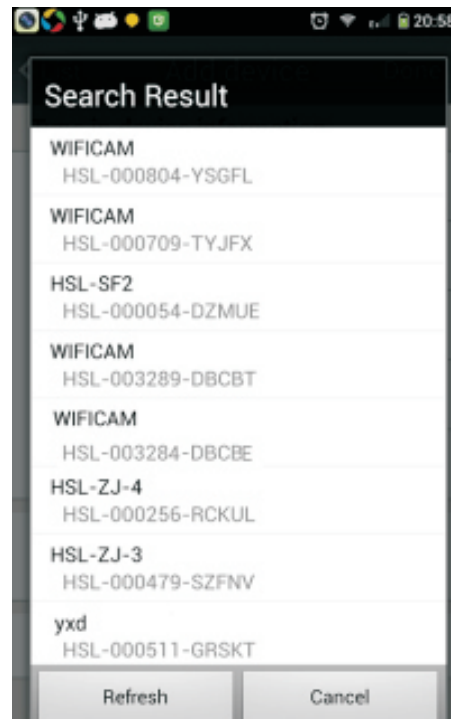 20:58
Add device
Search Result
WIFICAM
HSL-000804-YSGFL
WIFICAM
HSL-000709-TYJFX
HSL-SF2
HSL-000054-DZMUE
WIFICAM
HSL-003289-DBCBT
WIFICAM
HSL-003284-DBCBE
HSL-ZJ-4
HSL-000256-RCKUL
HSL-ZJ-3
HSL-000479-SZFNV
yxd
HSL-000511-GRSKT
Refresh
Cancel